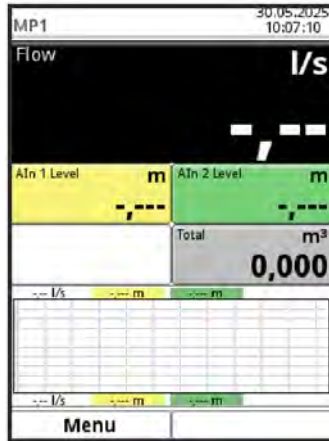 MP1
30.05.2025
10:07:10
Flow l/s
-,--
AIn 1 Level m
-,---
AIn 2 Level m
-,---
Total m³
0,000
-,-- l/s -,--- m -,--- m
-,-- l/s -,--- m -,--- m
Menu